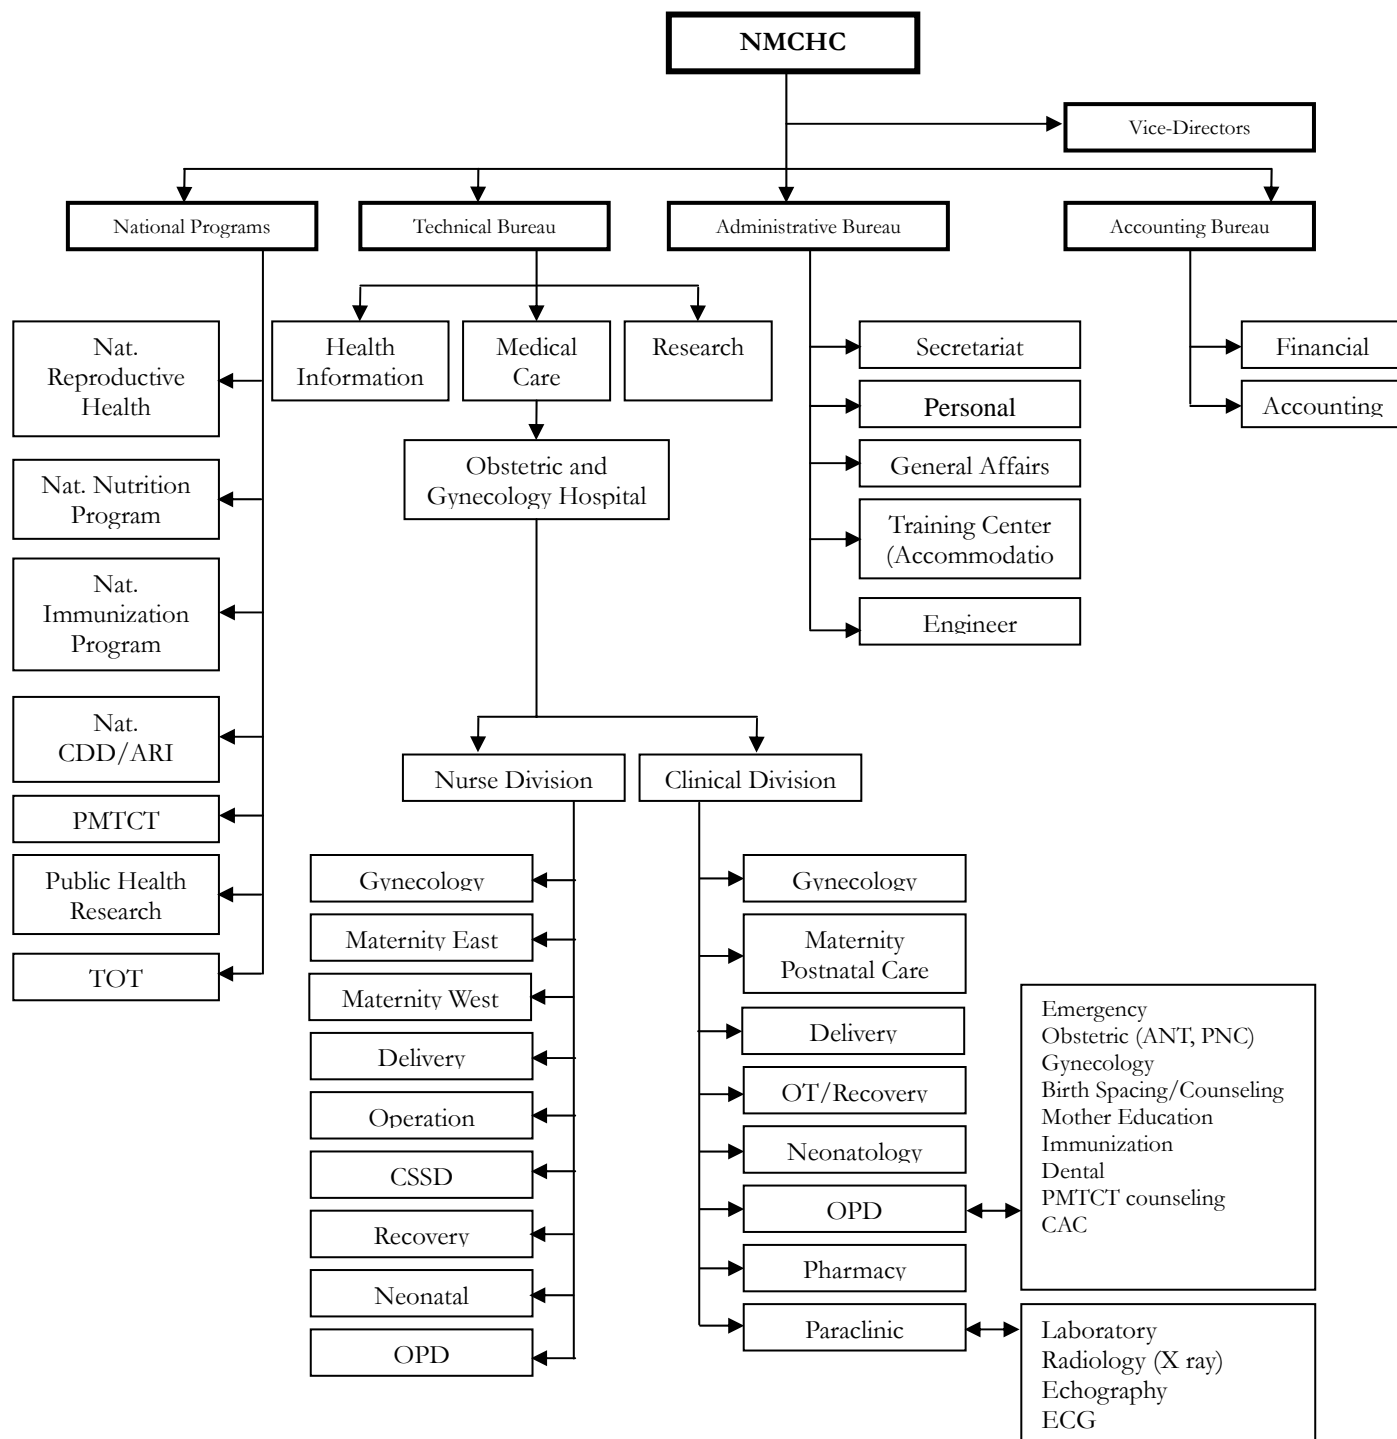 NMCHC
Vice-Directors
National Programs
Technical Bureau
Administrative Bureau
Accounting Bureau
Nat.
Reproductive
Health
Nat. Nutrition
Program
Nat.
Immunization
Program
Nat.
CDD/ARI
PMTCT
Public Health
Research
TOT
Health
Information
Medical
Care
Research
Obstetric and
Gynecology Hospital
Secretariat
Personal
General Affairs
Training Center
(Accommodatio
Engineer
Financial
Accounting
Nurse Division
Clinical Division
Gynecology
Maternity East
Maternity West
Delivery
Operation
CSSD
Recovery
Neonatal
OPD
Gynecology
Maternity
Postnatal Care
Delivery
OT/Recovery
Neonatology
OPD
Pharmacy
Paraclinic
Emergency
Obstetric (ANT, PNC)
Gynecology
Birth Spacing/Counseling
Mother Education
Immunization
Dental
PMTCT counseling
CAC
Laboratory
Radiology (X ray)
Echography
ECG